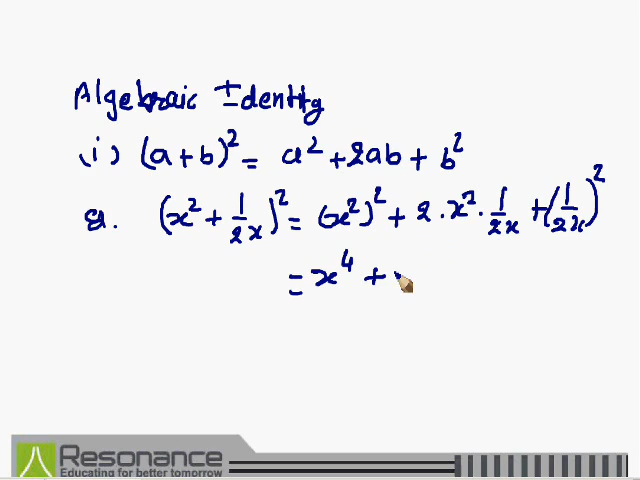 Algebraic Identity
(i) (a + b)² = a² + 2ab + b²
(x² + 1/2x)² = (x²)² + 2 · x² · 1/2x + (1/2x)²
= x⁴ +
Resonance
Educating for better tomorrow